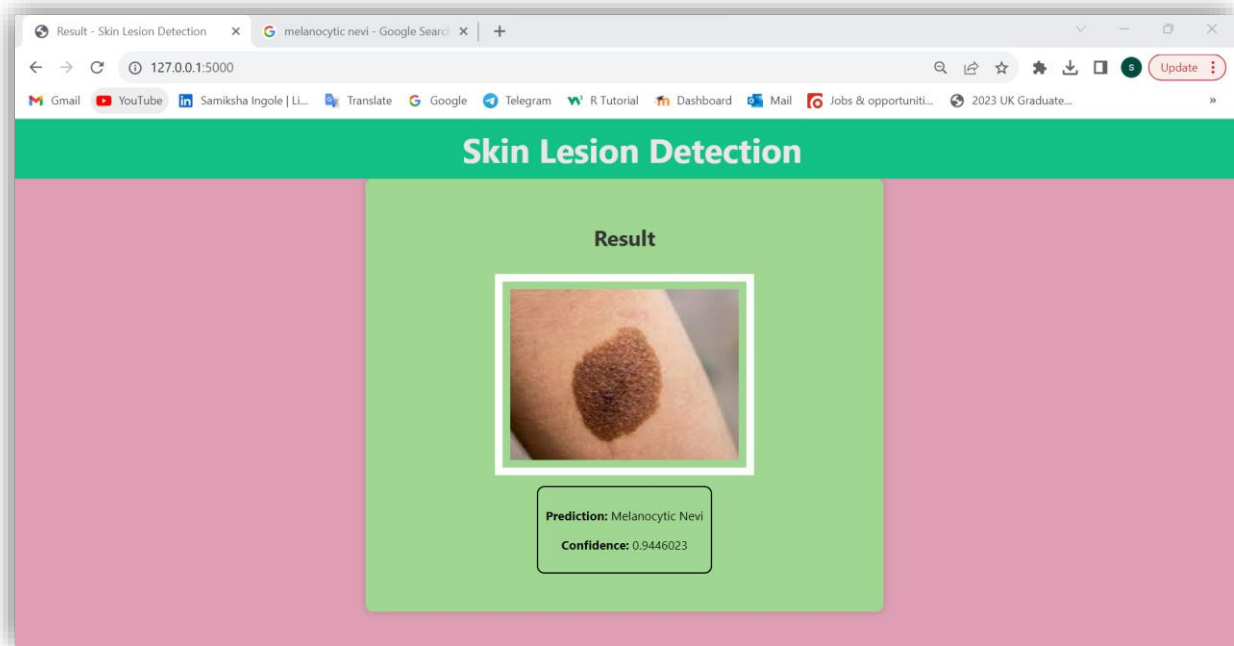 Result - Skin Lesion Detection melanocytic nevi - Google Searcl
127.0.0.1:5000 s Update
Gmail YouTube Samiksha Ingole | Li... Translate Google Telegram R Tutorial Dashboard Mail Jobs & opportuniti... 2023 UK Graduate... »
Skin Lesion Detection
Result
Prediction: Melanocytic Nevi
Confidence: 0.9446023